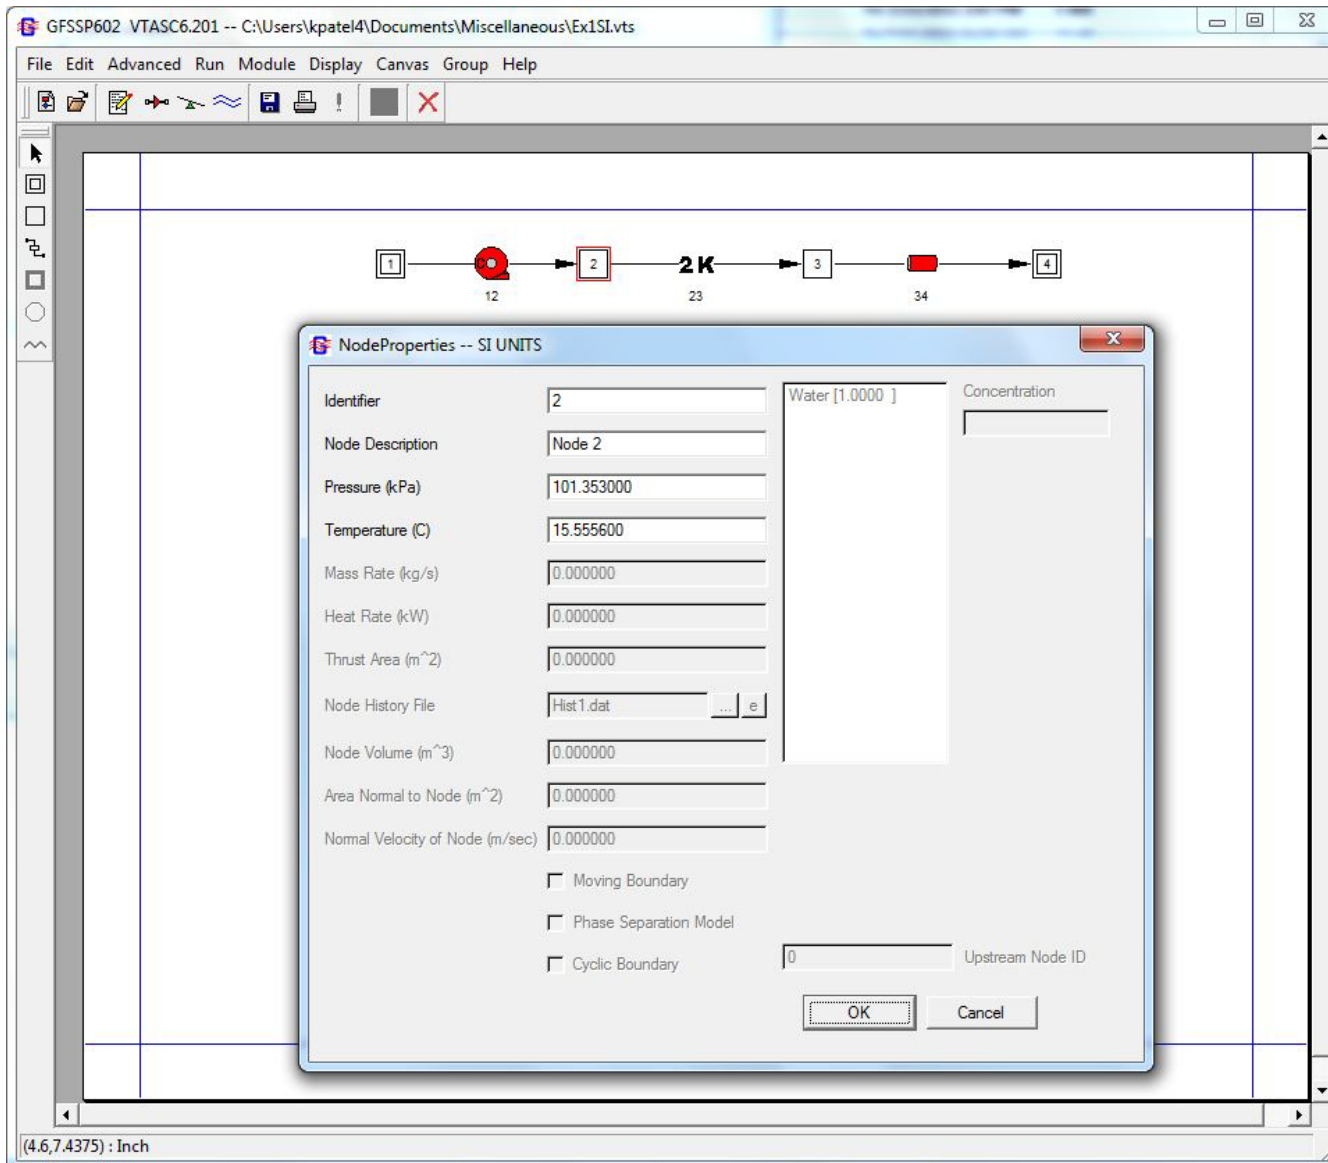 GFSSP602 VTASC6.201 -- C:\Users\kpatel4\Documents\Miscellaneous\Ex1SI.vts
File Edit Advanced Run Module Display Canvas Group Help
1 2 2K 3 4
12 23 34
NodeProperties -- SI UNITS
Identifier 2 Water [1.0000 ] Concentration
Node Description Node 2
Pressure (kPa) 101.353000
Temperature (C) 15.555600
Mass Rate (kg/s) 0.000000
Heat Rate (kW) 0.000000
Thrust Area (m^2) 0.000000
Node History File Hist1.dat ... e
Node Volume (m^3) 0.000000
Area Normal to Node (m^2) 0.000000
Normal Velocity of Node (m/sec) 0.000000
Moving Boundary
Phase Separation Model
Cyclic Boundary 0 Upstream Node ID
OK Cancel
(4.6,7.4375) : Inch